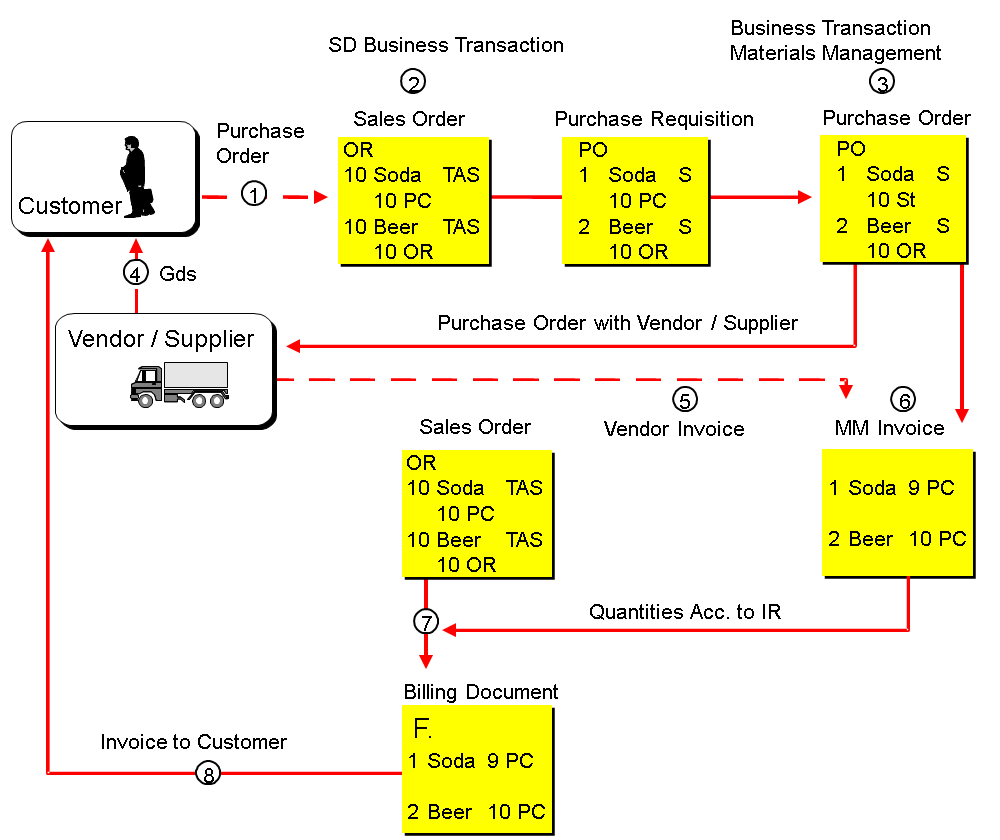 SD Business Transaction
2
Business Transaction
Materials Management
3
Sales Order
Purchase Requisition
Purchase Order
Purchase
Order
1
Customer
OR
10 Soda TAS
10 PC
10 Beer TAS
10 OR
PO
1 Soda S
10 PC
2 Beer S
10 OR
PO
1 Soda S
10 St
2 Beer S
10 OR
4 Gds
Vendor / Supplier
Purchase Order with Vendor / Supplier
5
Vendor Invoice
6
MM Invoice
Sales Order
OR
10 Soda TAS
10 PC
10 Beer TAS
10 OR
1 Soda 9 PC
2 Beer 10 PC
Quantities Acc. to IR
7
Billing Document
F.
1 Soda 9 PC
2 Beer 10 PC
Invoice to Customer
8